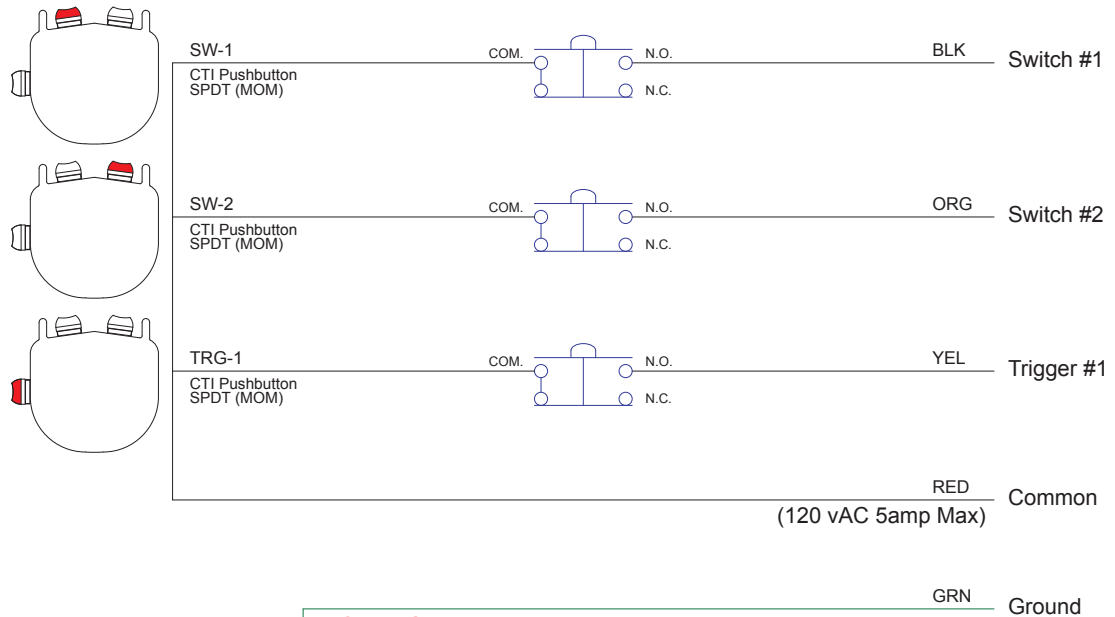 SW-1 COM. N.O. BLK Switch #1
CTI Pushbutton
SPDT (MOM) N.C.
SW-2 COM. N.O. ORG Switch #2
CTI Pushbutton
SPDT (MOM) N.C.
TRG-1 COM. N.O. YEL Trigger #1
CTI Pushbutton
SPDT (MOM) N.C.
RED Common
(120 vAC 5amp Max)
GRN Ground